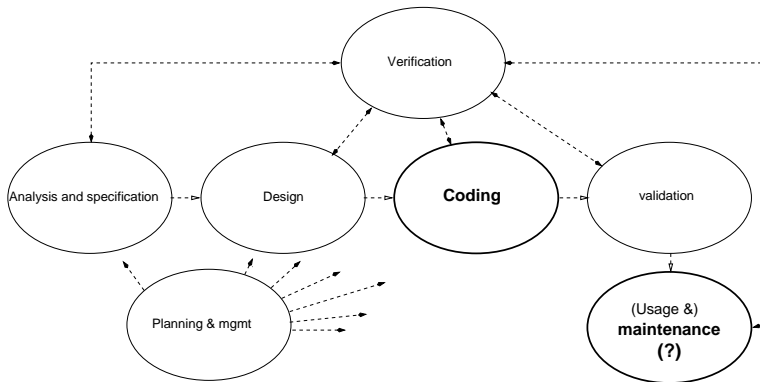 Verification
Analysis and specification
Design
Coding
validation
Planning & mgmt
(Usage &)
maintenance
(?)